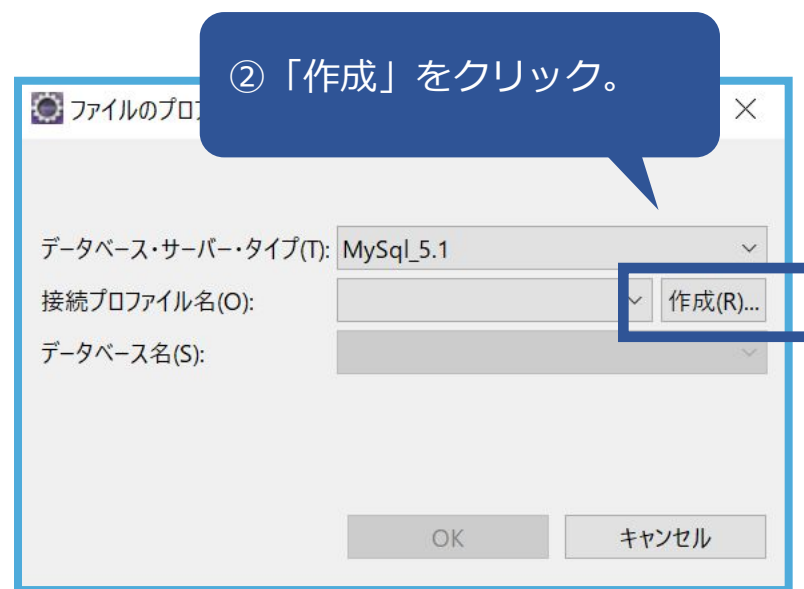 ②「作成」をクリック。
ファイルのプロ
データベース・サーバー・タイプ(T): MySql_5.1
接続プロファイル名(O): 作成(R)...
データベース名(S):
OK キャンセル